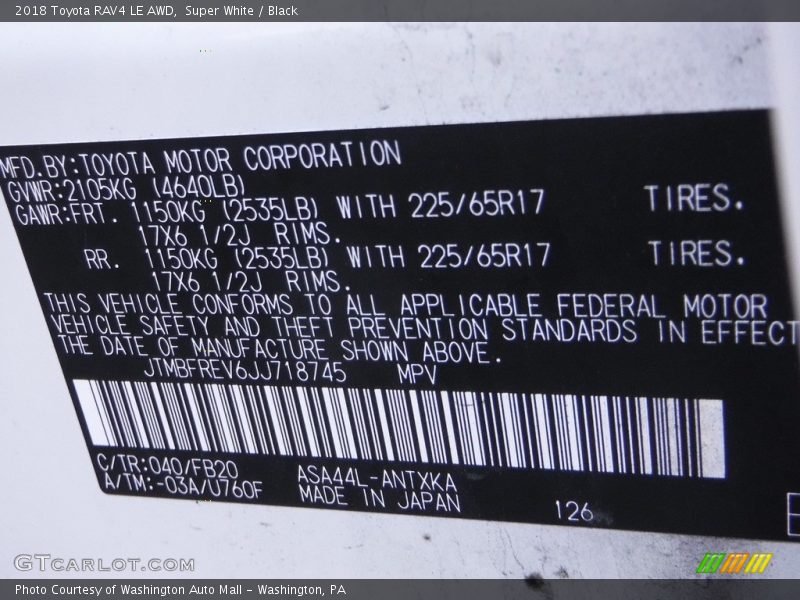 2018 Toyota RAV4 LE AWD,  Super White / Black
MFD.BY:TOYOTA MOTOR CORPORATION
GVWR:2105KG (4640LB)
GAWR:FRT. 1150KG (2535LB) WITH 225/65R17 TIRES.
17X6 1/2J RIMS.
RR. 1150KG (2535LB) WITH 225/65R17 TIRES.
17X6 1/2J RIMS.
THIS VEHICLE CONFORMS TO ALL APPLICABLE FEDERAL MOTOR
VEHICLE SAFETY AND THEFT PREVENTION STANDARDS IN EFFECT
THE DATE OF MANUFACTURE SHOWN ABOVE.
JTMBFREV6JJ718745 MPV
C/TR:040/FB20 ASA44L-ANTXKA
A/TM:-03A/U760F MADE IN JAPAN 126
GTCARLOT.COM
Photo Courtesy of Washington Auto Mall - Washington, PA